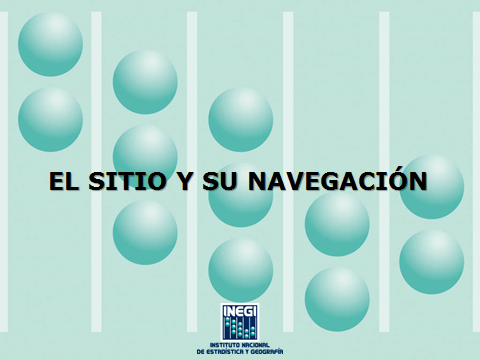 EL SITIO Y SU NAVEGACIÓN
INEGI
INSTITUTO NACIONAL
DE ESTADÍSTICA Y GEOGRAFÍA